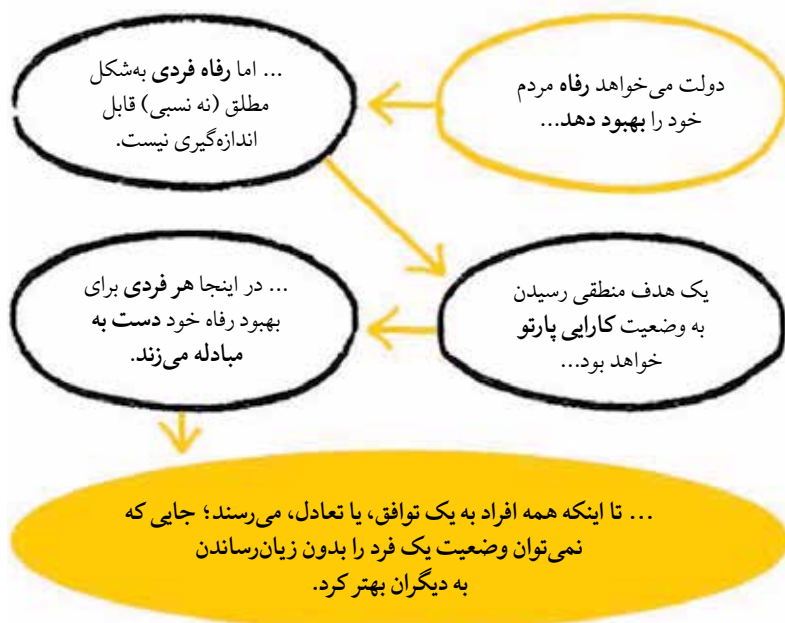 دولت می‌خواهد رفاه مردم
خود را بهبود دهد...
... اما رفاه فردی به‌شکل
مطلق (نه نسبی) قابل
اندازه‌گیری نیست.
یک هدف منطقی رسیدن
به وضعیت کارایی پارتو
خواهد بود...
... در اینجا هر فردی برای
بهبود رفاه خود دست به
مبادله می‌زند.
... تا اینکه همه افراد به یک توافق، یا تعادل، می‌رسند؛ جایی که
نمی‌توان وضعیت یک فرد را بدون زیان‌رساندن
به دیگران بهتر کرد.